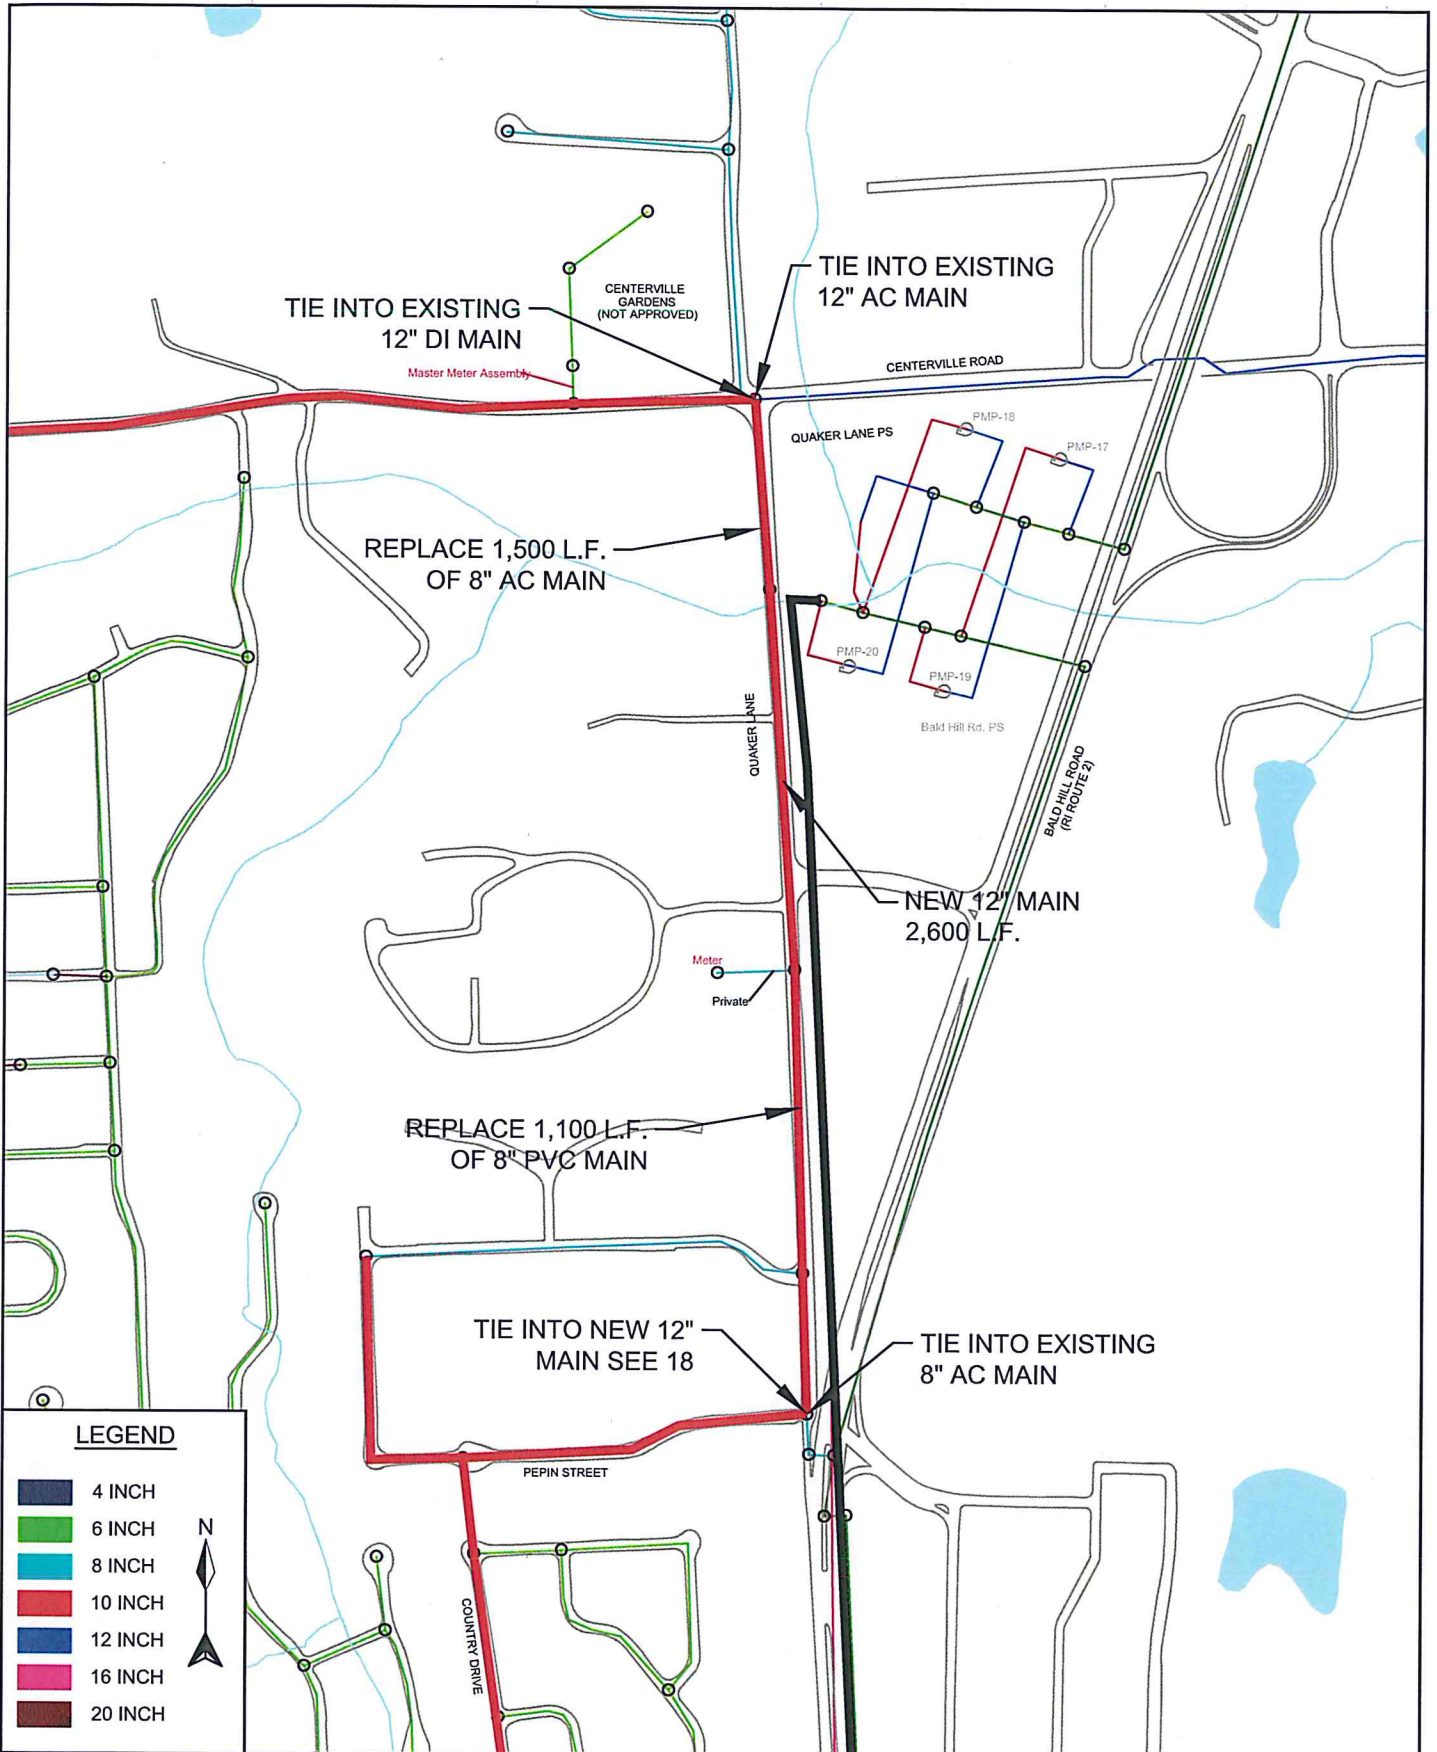 CENTERVILLE
GARDENS
(NOT APPROVED)
TIE INTO EXISTING
12" AC MAIN
TIE INTO EXISTING
12" DI MAIN
Master Meter Assembly
CENTERVILLE ROAD
QUAKER LANE PS
PMP-18
PMP-17
REPLACE 1,500 L.F.
OF 8" AC MAIN
PMP-20
PMP-19
Bald Hill Rd. PS
QUAKER LANE
BALD HILL ROAD
(RI ROUTE 2)
NEW 12" MAIN
2,600 L.F.
Meter
Private
REPLACE 1,100 L.F.
OF 8" PVC MAIN
TIE INTO NEW 12"
MAIN SEE 18
TIE INTO EXISTING
8" AC MAIN
PEPIN STREET
COUNTRY DRIVE
LEGEND
4 INCH
6 INCH
8 INCH
10 INCH
12 INCH
16 INCH
20 INCH
N